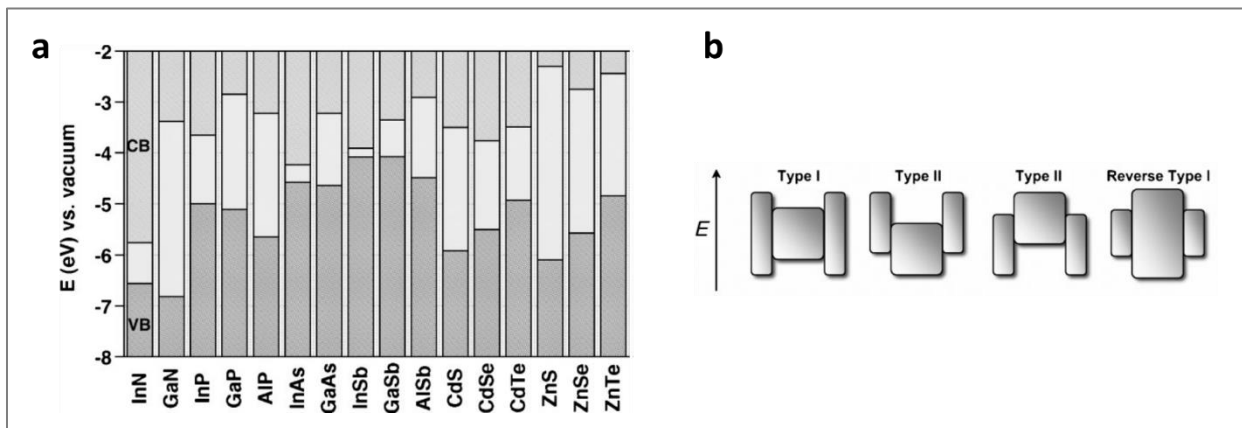 a
-2
-3
-4
-5
-6
-7
-8
E (eV) vs. vacuum
CB
VB
InN
GaN
InP
GaP
AlP
InAs
GaAs
InSb
GaSb
AlSb
CdS
CdSe
CdTe
ZnS
ZnSe
ZnTe
b
Type I Type II Type II Reverse Type I
E